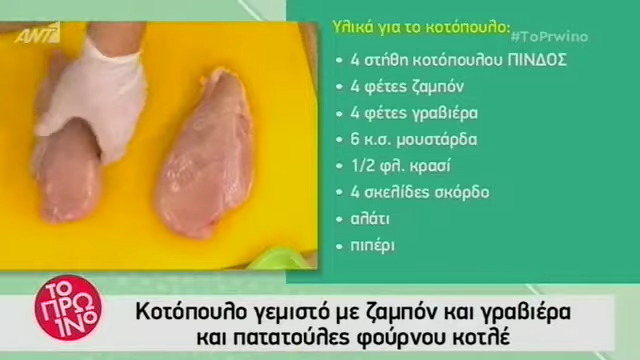 ANT1
Υλικά για το κοτόπουλο:
#ToPrwino
• 4 στήθη κοτόπουλου ΠΙΝΔΟΣ
• 4 φέτες ζαμπόν
• 4 φέτες γραβιέρα
• 6 κ.σ. μουστάρδα
• 1/2 φλ. κρασί
• 4 σκελίδες σκόρδο
• αλάτι
• πιπέρι
ΤΟ
ΠΡΩ
ΙΝΟ
Κοτόπουλο γεμιστό με ζαμπόν και γραβιέρα
και πατατούλες φούρνου κοτλέ